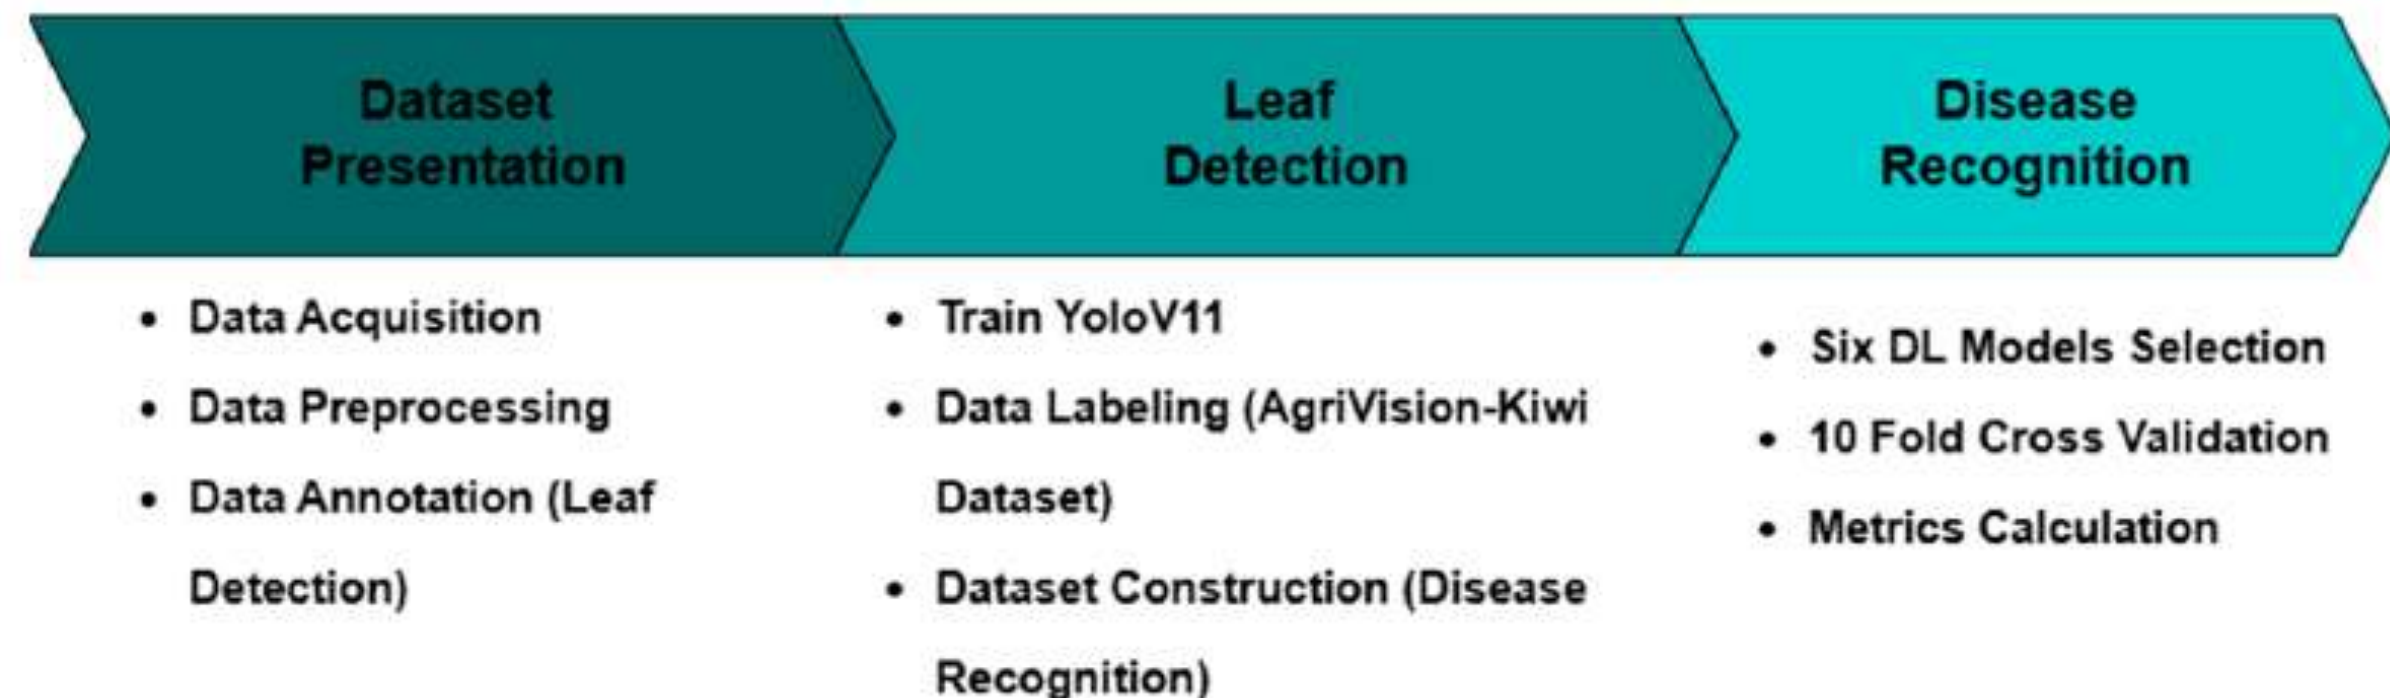 Dataset
Presentation
Leaf
Detection
Disease
Recognition
• Data Acquisition
• Data Preprocessing
• Data Annotation (Leaf
Detection)
• Train YoloV11
• Data Labeling (AgriVision-Kiwi
Dataset)
• Dataset Construction (Disease
Recognition)
• Six DL Models Selection
• 10 Fold Cross Validation
• Metrics Calculation